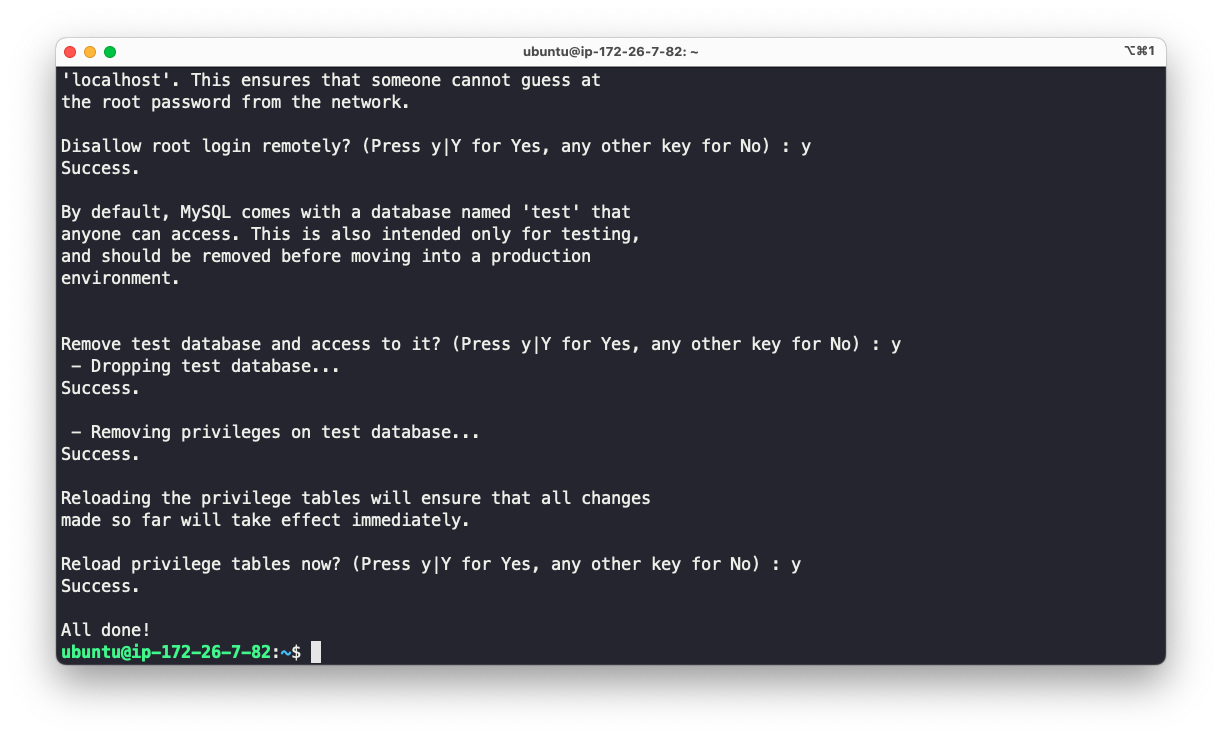 ubuntu@ip-172-26-7-82: ~
⌥⌘1
'localhost'. This ensures that someone cannot guess at
the root password from the network.
Disallow root login remotely? (Press y|Y for Yes, any other key for No) : y
Success.
By default, MySQL comes with a database named 'test' that
anyone can access. This is also intended only for testing,
and should be removed before moving into a production
environment.
Remove test database and access to it? (Press y|Y for Yes, any other key for No) : y
 - Dropping test database...
Success.
 - Removing privileges on test database...
Success.
Reloading the privilege tables will ensure that all changes
made so far will take effect immediately.
Reload privilege tables now? (Press y|Y for Yes, any other key for No) : y
Success.
All done!
ubuntu@ip-172-26-7-82:~$